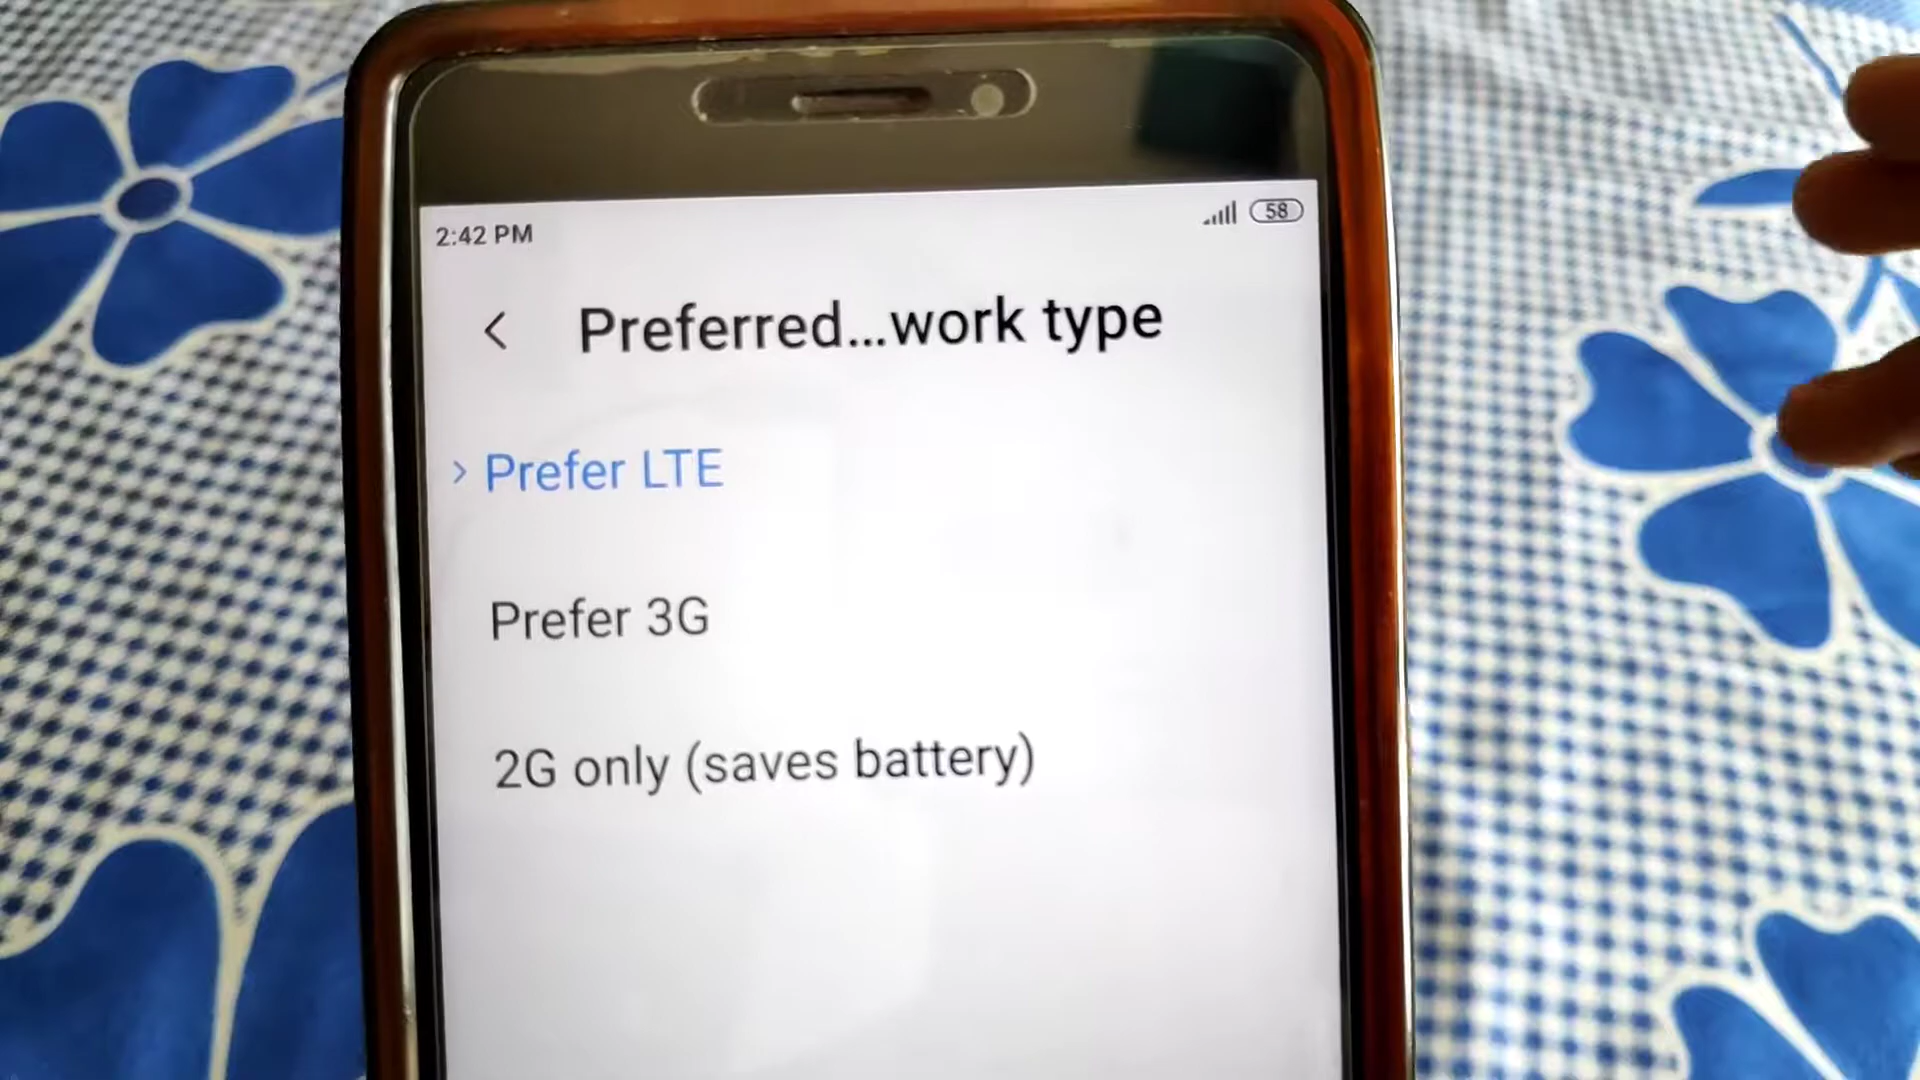 2:42 PM
58
Preferred...work type
Prefer LTE
Prefer 3G
2G only (saves battery)